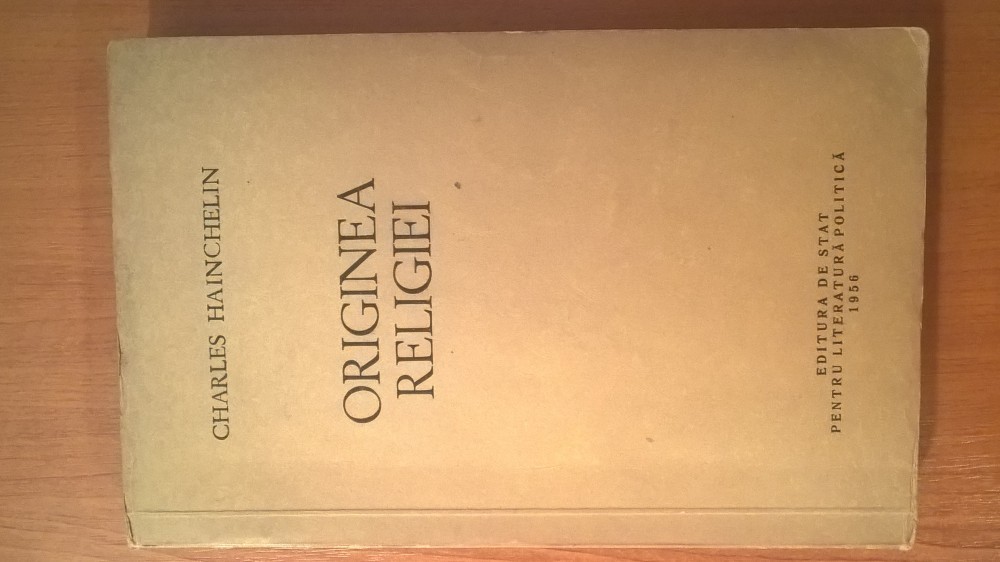 CHARLES HAINCHELIN
ORIGINEA
RELIGIEI
EDITURA DE STAT
PENTRU LITERATURĂ POLITICĂ
1956